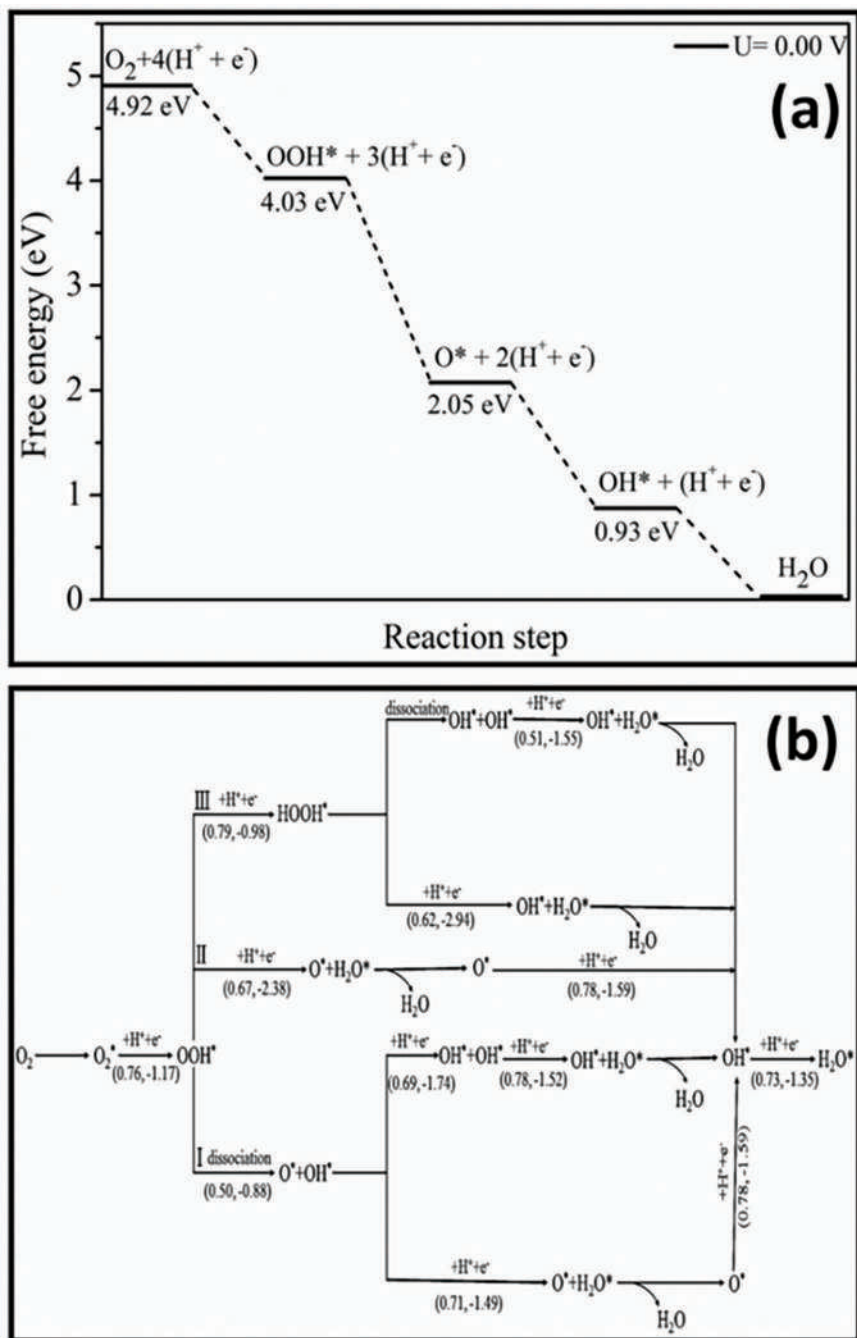 U= 0.00 V
(a)
O₂+4(H⁺ + e⁻)
4.92 eV
OOH* + 3(H⁺+ e⁻)
4.03 eV
O* + 2(H⁺+ e⁻)
2.05 eV
OH* + (H⁺+ e⁻)
0.93 eV
H₂O
5
4
3
2
1
0
Free energy (eV)
Reaction step
(b)
dissociation
OH*+OH*
+H⁺+e⁻
(0.51,-1.55)
OH*+H₂O*
H₂O
III
+H⁺+e⁻
(0.79,-0.98)
HOOH*
+H⁺+e⁻
(0.62,-2.94)
OH*+H₂O*
H₂O
II
+H⁺+e⁻
(0.67,-2.38)
O*+H₂O*
H₂O
O*
+H⁺+e⁻
(0.78,-1.59)
O₂
O₂*
+H⁺+e⁻
(0.76,-1.17)
OOH*
+H⁺+e⁻
(0.69,-1.74)
OH*+OH*
+H⁺+e⁻
(0.78,-1.52)
OH*+H₂O*
H₂O
OH*
+H⁺+e⁻
(0.73,-1.35)
H₂O*
I dissociation
(0.50,-0.88)
O*+OH*
+H⁺+e⁻
(0.78,-1.59)
+H⁺+e⁻
(0.71,-1.49)
O*+H₂O*
H₂O
O*